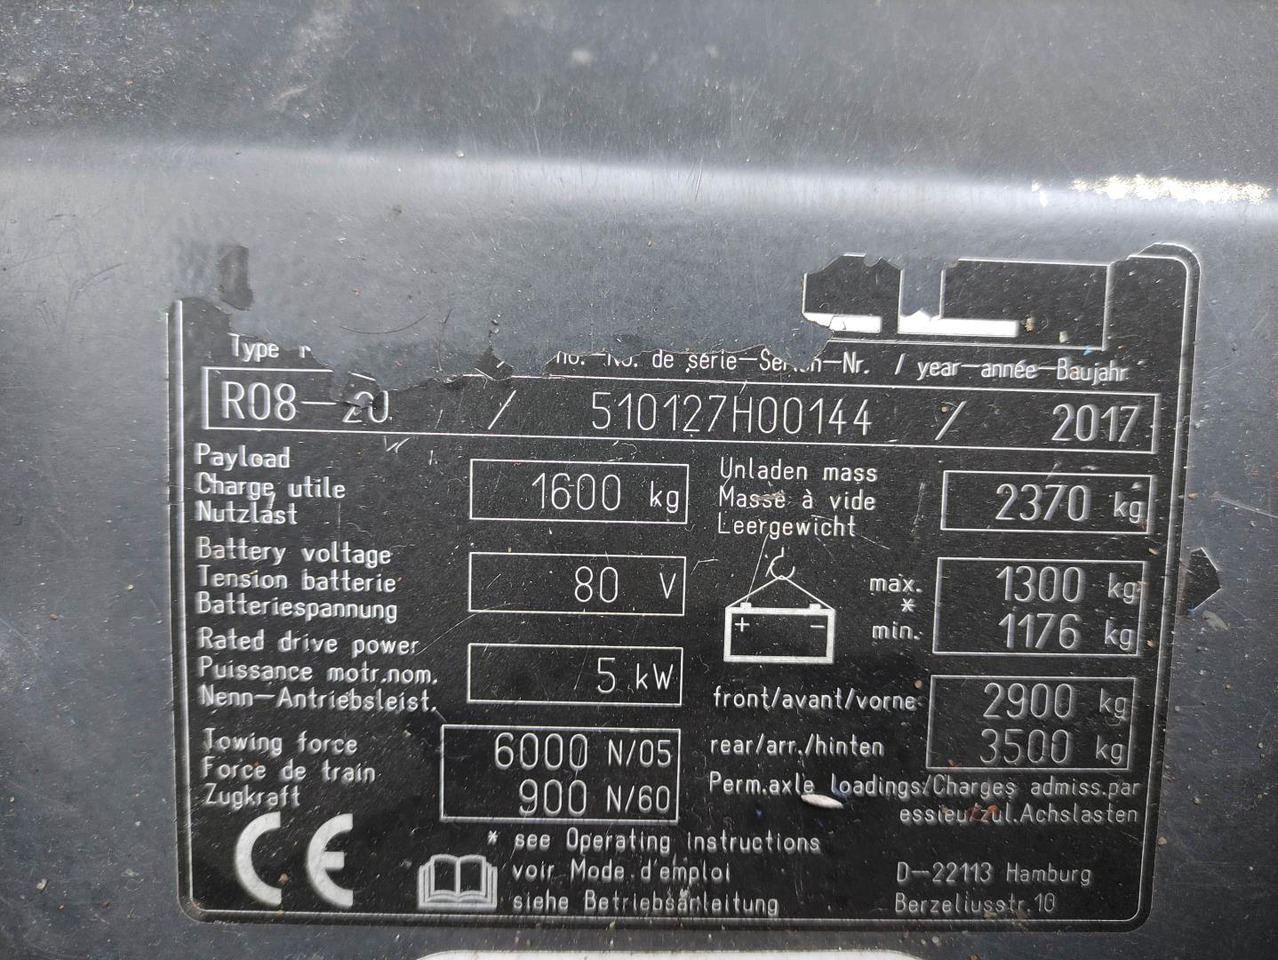 Type
no.-No. de série-Serien-Nr. / year-année-Baujahr
R08-20 / 510127H00144 / 2017
Payload
Charge utile
Nutzlast
1600 kg
Unladen mass
Masse à vide
Leergewicht
2370 kg
Battery voltage
Tension batterie
Batteriespannung
80 V
+ -
max. 1300 kg
*
min. 1176 kg
Rated drive power
Puissance motr.nom.
Nenn-Antriebsleist.
5 kW
front/avant/vorne 2900 kg
rear/arr./hinten 3500 kg
Perm.axle loadings/Charges admiss.par
essieu/zul.Achslasten
Towing force
Force de train
Zugkraft
6000 N/05
900 N/60
CE
* see Operating instructions
voir Mode d'emploi
siehe Betriebsanleitung
D-22113 Hamburg
Berzeliusstr.10